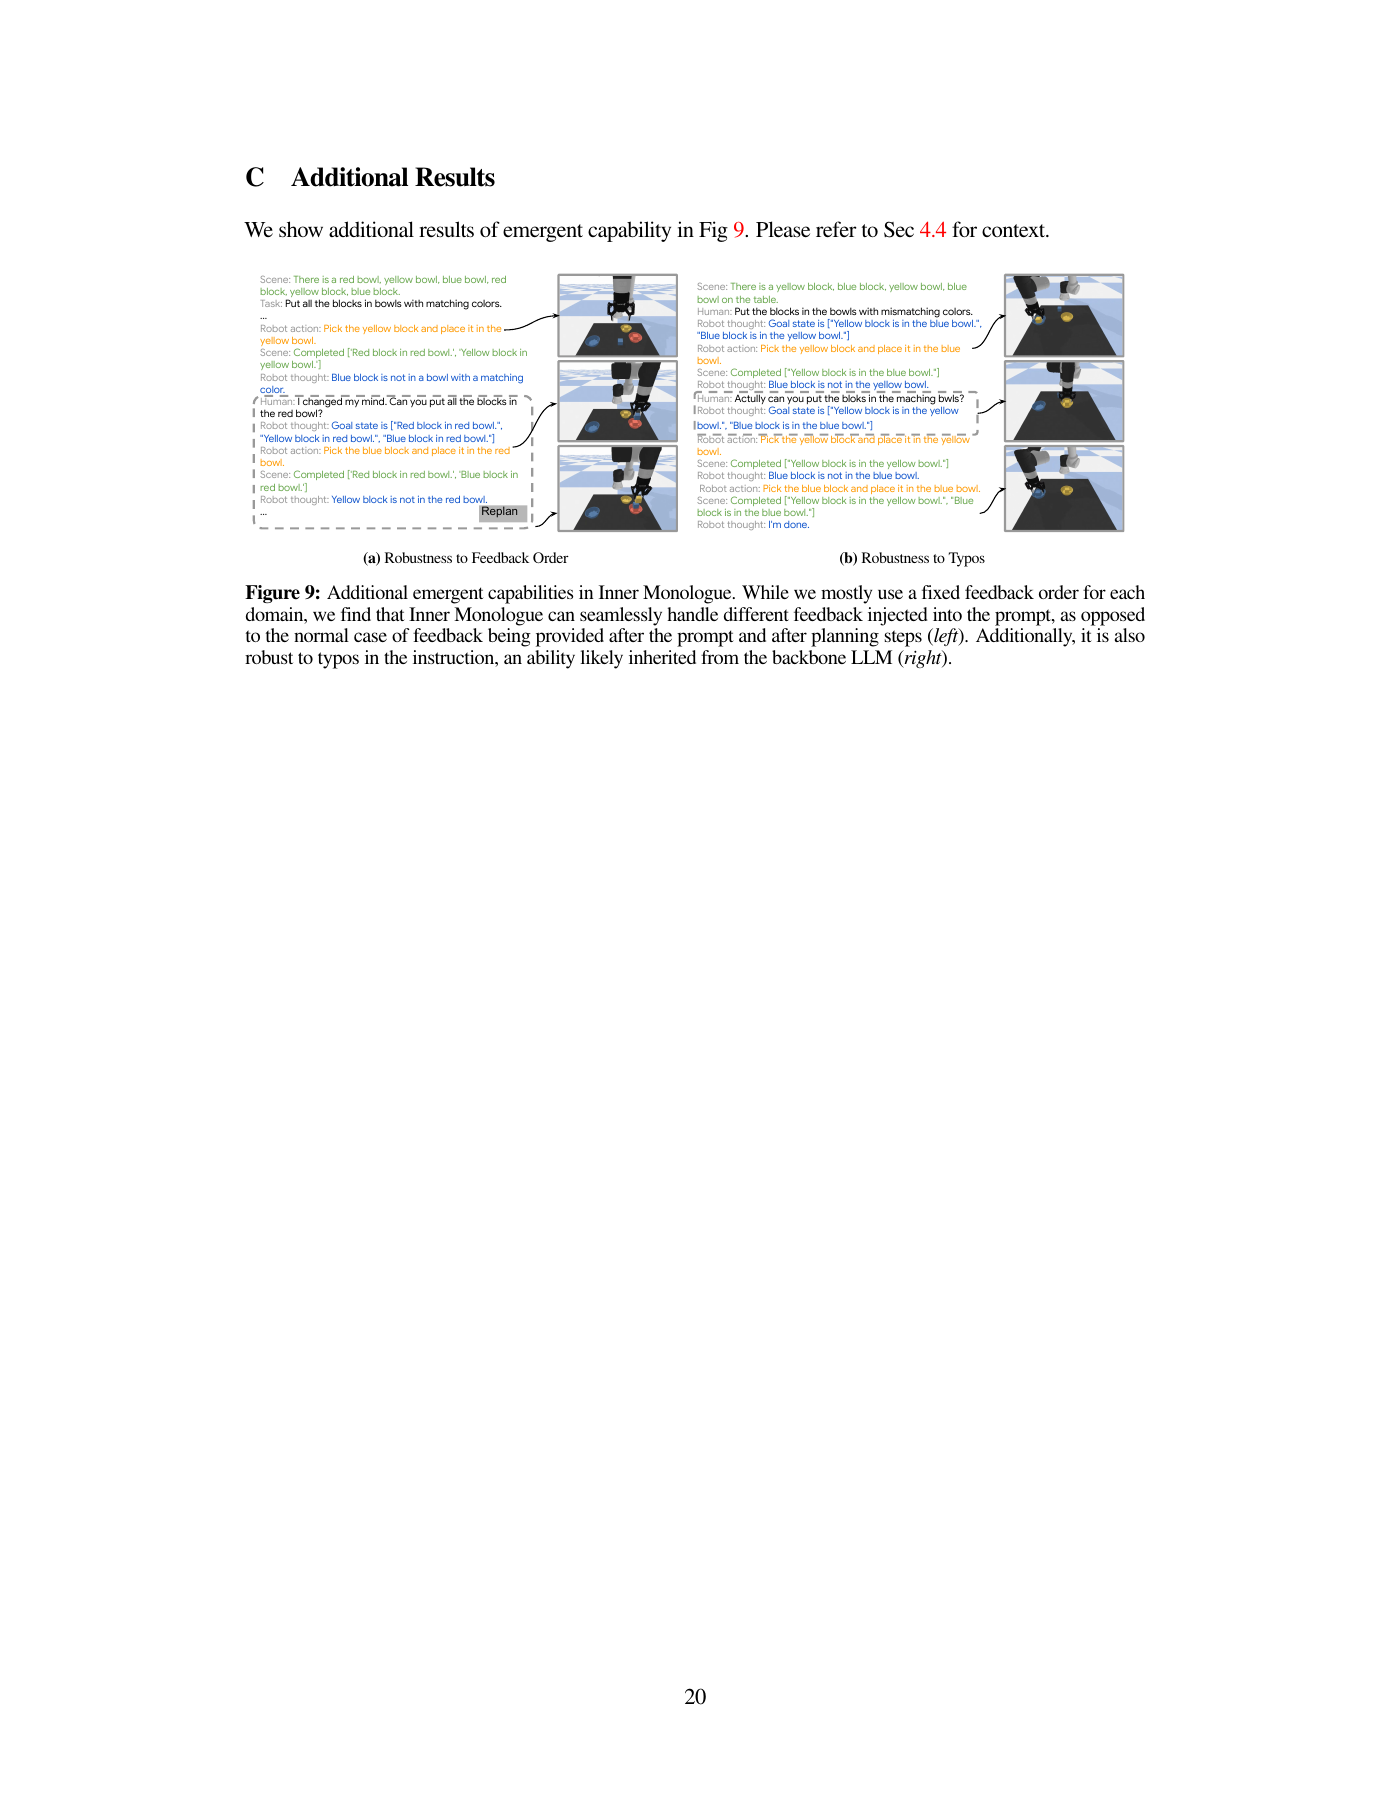 C Additional Results
We show additional results of emergent capability in Fig 9. Please refer to Sec 4.4 for context.
Scene: There is a red bowl, yellow bowl, blue bowl, red
block, yellow block, blue block.
Task: Put all the blocks in bowls with matching colors.
...
Robot action: Pick the yellow block and place it in the
yellow bowl.
Scene: Completed ['Red block in red bowl.', 'Yellow block in
yellow bowl.']
Robot thought: Blue block is not in a bowl with a matching
color.
Human: I changed my mind. Can you put all the blocks in
the red bowl?
Robot thought: Goal state is ["Red block in red bowl.",
"Yellow block in red bowl.", "Blue block in red bowl."]
Robot action: Pick the blue block and place it in the red
bowl.
Scene: Completed ['Red block in red bowl.', 'Blue block in
red bowl.']
Robot thought: Yellow block is not in the red bowl.
...
Replan
(a) Robustness to Feedback Order
Scene: There is a yellow block, blue block, yellow bowl, blue
bowl on the table.
Human: Put the blocks in the bowls with mismatching colors.
Robot thought: Goal state is ["Yellow block is in the blue bowl.",
"Blue block is in the yellow bowl."]
Robot action: Pick the yellow block and place it in the blue
bowl.
Scene: Completed ["Yellow block is in the blue bowl."]
Robot thought: Blue block is not in the yellow bowl.
Human: Actully can you put the bloks in the maching bwls?
Robot thought: Goal state is ["Yellow block is in the yellow
bowl.", "Blue block is in the blue bowl."]
Robot action: Pick the yellow block and place it in the yellow
bowl.
Scene: Completed ["Yellow block is in the yellow bowl."]
Robot thought: Blue block is not in the blue bowl.
Robot action: Pick the blue block and place it in the blue bowl.
Scene: Completed ["Yellow block is in the yellow bowl.", "Blue
block is in the blue bowl."]
Robot thought: I'm done.
(b) Robustness to Typos
Figure 9: Additional emergent capabilities in Inner Monologue. While we mostly use a fixed feedback order for each
domain, we find that Inner Monologue can seamlessly handle different feedback injected into the prompt, as opposed
to the normal case of feedback being provided after the prompt and after planning steps (left). Additionally, it is also
robust to typos in the instruction, an ability likely inherited from the backbone LLM (right).
20